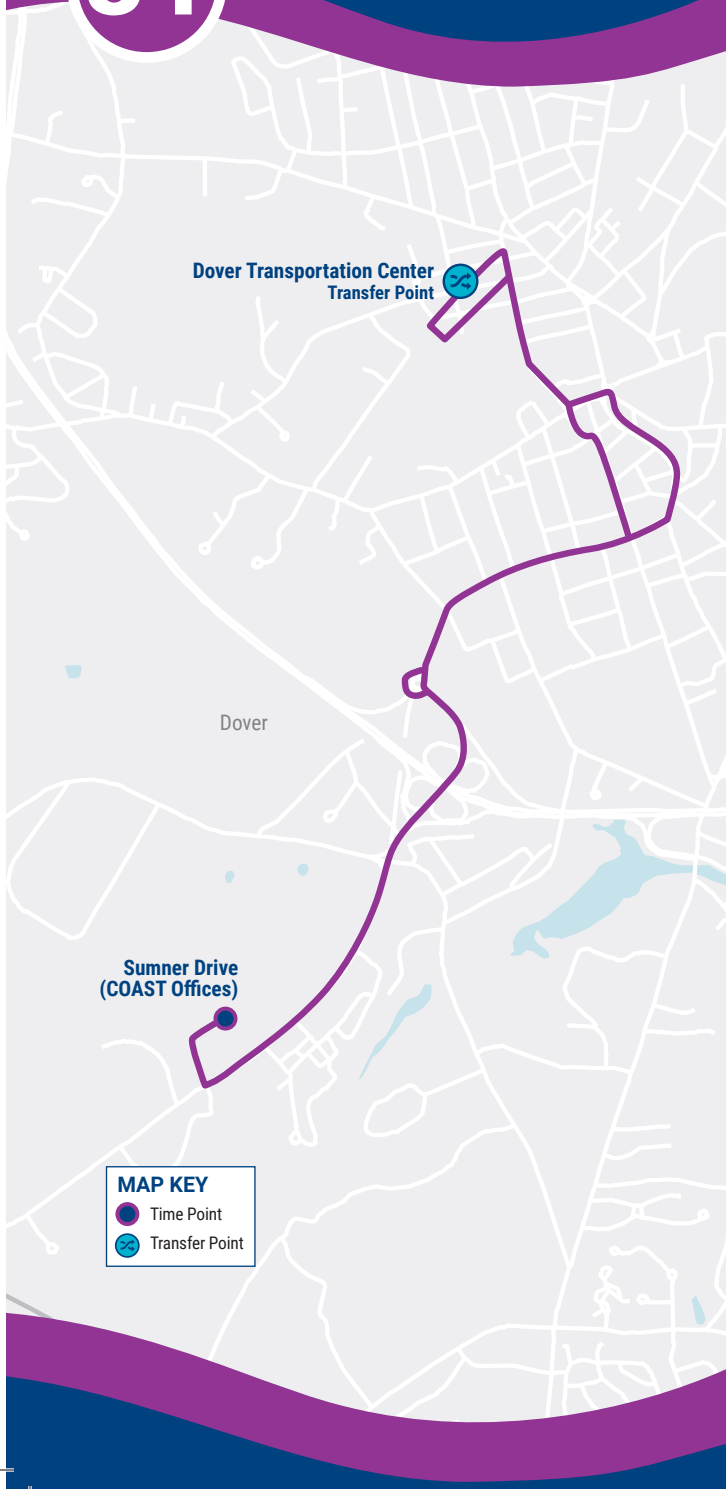 Dover Transportation Center
Transfer Point
Dover
Sumner Drive
(COAST Offices)
MAP KEY
Time Point
Transfer Point